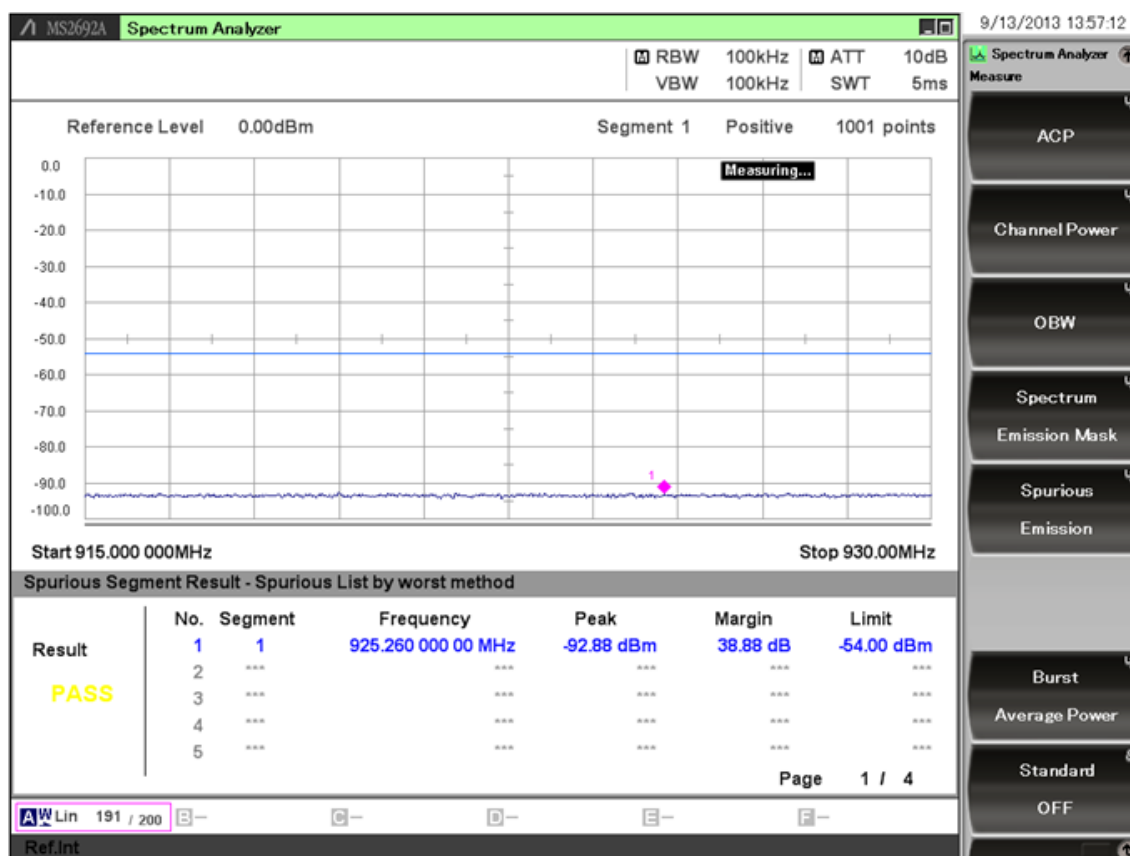 MS2692A Spectrum Analyzer 9/13/2013 13:57:12
A RBW 100kHz A ATT 10dB
VBW 100kHz SWT 5ms
Reference Level 0.00dBm Segment 1 Positive 1001 points
Measuring...
0.0
-10.0
-20.0
-30.0
-40.0
-50.0
-60.0
-70.0
-80.0
-90.0
-100.0
1
Start 915.000 000MHz Stop 930.00MHz
Spurious Segment Result - Spurious List by worst method
No. Segment Frequency Peak Margin Limit
1 1 925.260 000 00 MHz -92.88 dBm 38.88 dB -54.00 dBm
2 *** *** *** *** ***
3 *** *** *** *** ***
4 *** *** *** *** ***
5 *** *** *** *** ***
Result
PASS
Page 1 / 4
A W Lin 191 / 200 B- C- D- E- F-
Ref.Int
Spectrum Analyzer
Measure
ACP
Channel Power
OBW
Spectrum
Emission Mask
Spurious
Emission
Burst
Average Power
Standard
OFF